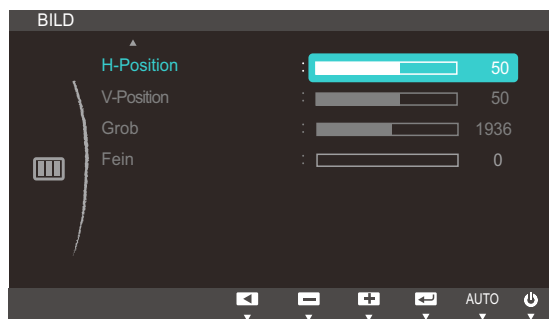 BILD
H-Position : 50
V-Position : 50
Grob : 1936
Fein : 0
AUTO